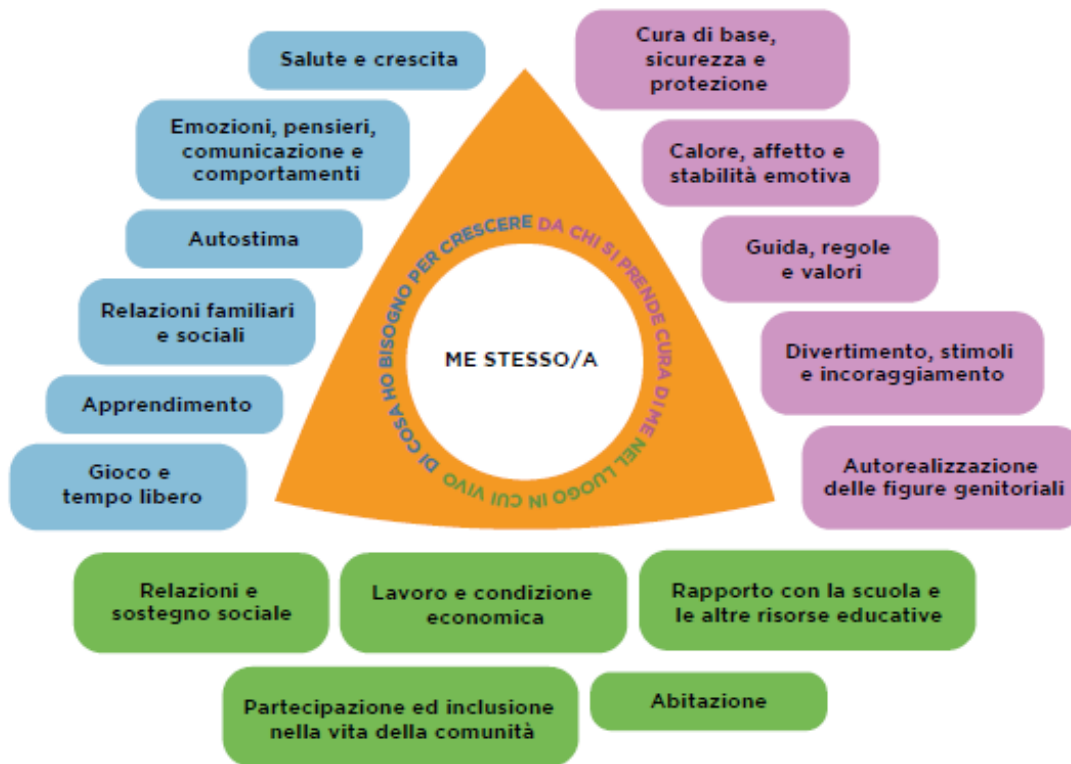 Salute e crescita
Emozioni, pensieri,
comunicazione e
comportamenti
Autostima
Relazioni familiari
e sociali
Apprendimento
Gioco e
tempo libero
Cura di base,
sicurezza e
protezione
Calore, affetto e
stabilità emotiva
Guida, regole
e valori
Divertimento, stimoli
e incoraggiamento
Autorealizzazione
delle figure genitoriali
DI COSA HO BISOGNO PER CRESCERE
DA CHI SI PRENDE CURA DI ME
NEL LUOGO IN CUI VIVO
ME STESSO/A
Relazioni e
sostegno sociale
Lavoro e condizione
economica
Rapporto con la scuola e
le altre risorse educative
Partecipazione ed inclusione
nella vita della comunità
Abitazione